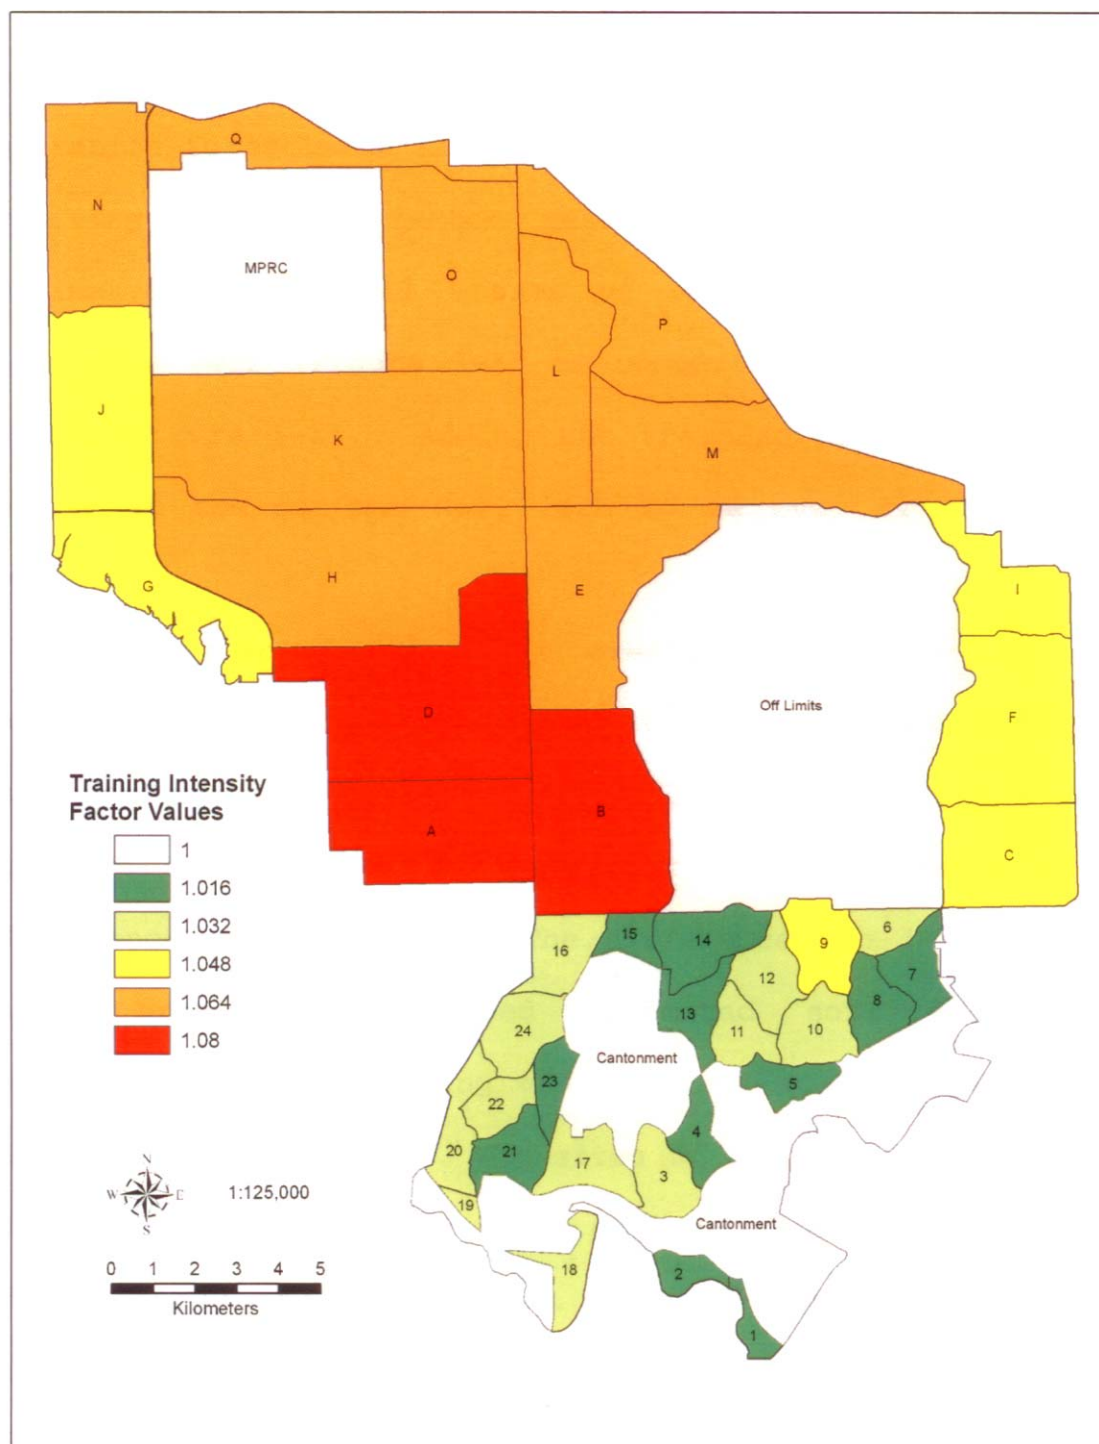 Q
N
MPRC
O
P
L
J
K
M
H
E
G
I
D
Off Limits
F
B
A
C
Training Intensity
Factor Values
1
1.016
1.032
1.048
1.064
1.08
16
15
14
12
9
6
7
8
24
13
11
10
Cantonment
23
5
22
4
20
21
17
3
19
Cantonment
18
2
1
N
W E
S
1:125,000
0 1 2 3 4 5
Kilometers